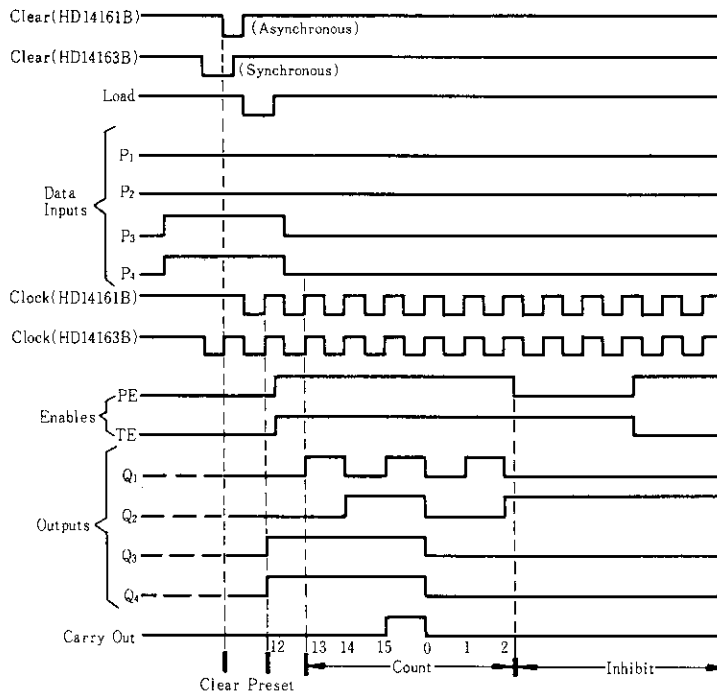 Clear(HD14161B)
(Asynchronous)
Clear(HD14163B)
(Synchronous)
Load
P1
P2
Data
Inputs
P3
P4
Clock(HD14161B)
Clock(HD14163B)
PE
Enables
TE
Q1
Q2
Outputs
Q3
Q4
Carry Out
12 13 14 15 0 1 2
Count Inhibit
Clear Preset